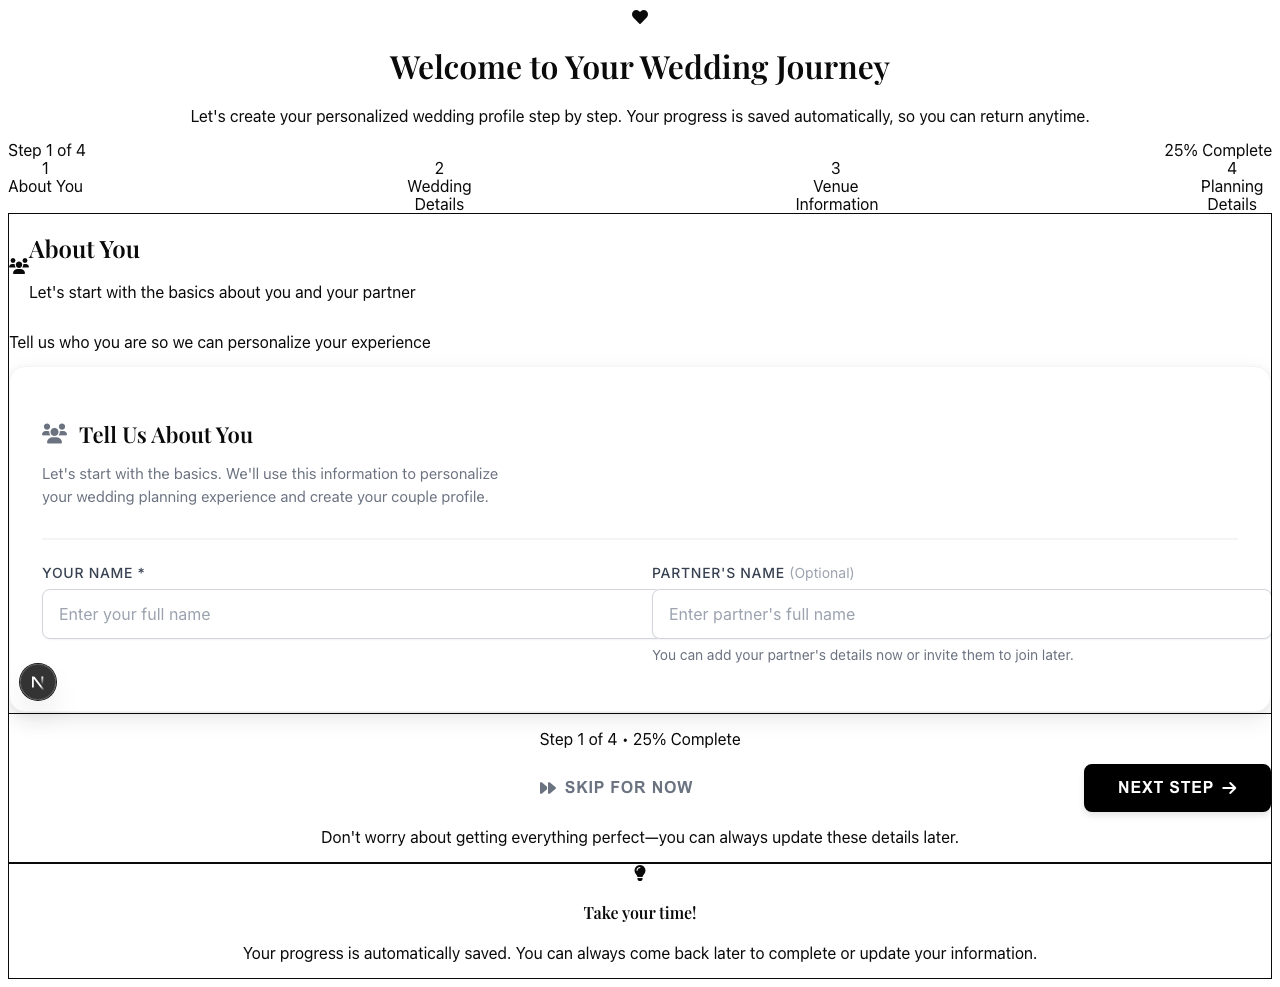 Welcome to Your Wedding Journey
Let's create your personalized wedding profile step by step. Your progress is saved automatically, so you can return anytime.
Step 1 of 4
25% Complete
1
About You
2
Wedding
Details
3
Venue
Information
4
Planning
Details
About You
Let's start with the basics about you and your partner
Tell us who you are so we can personalize your experience
Tell Us About You
Let's start with the basics. We'll use this information to personalize
your wedding planning experience and create your couple profile.
YOUR NAME *
Enter your full name
PARTNER'S NAME (Optional)
Enter partner's full name
You can add your partner's details now or invite them to join later.
N
Step 1 of 4 • 25% Complete
SKIP FOR NOW
NEXT STEP →
Don't worry about getting everything perfect—you can always update these details later.
Take your time!
Your progress is automatically saved. You can always come back later to complete or update your information.